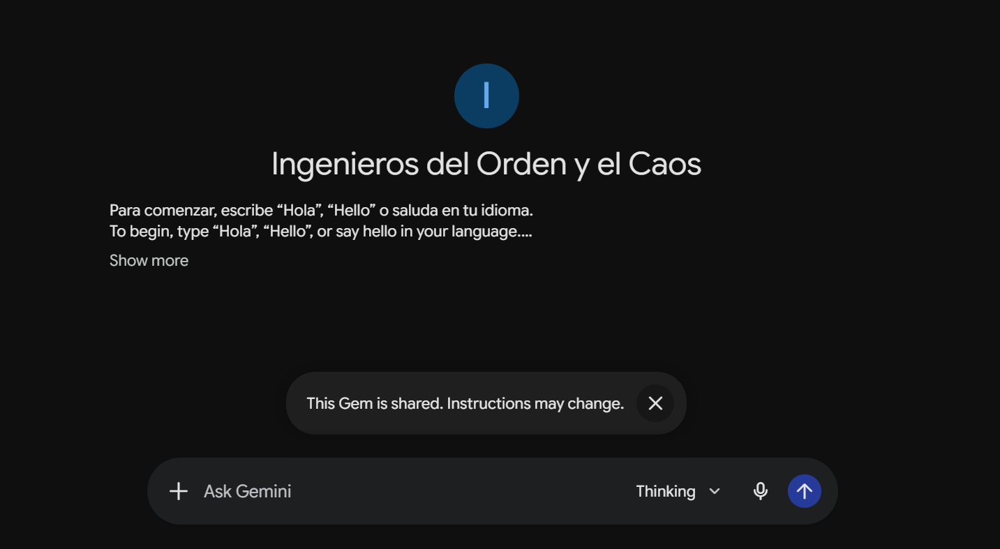 I
Ingenieros del Orden y el Caos
Para comenzar, escribe “Hola”, “Hello” o saluda en tu idioma.
To begin, type “Hola”, “Hello”, or say hello in your language....
Show more
This Gem is shared. Instructions may change.
Ask Gemini
Thinking